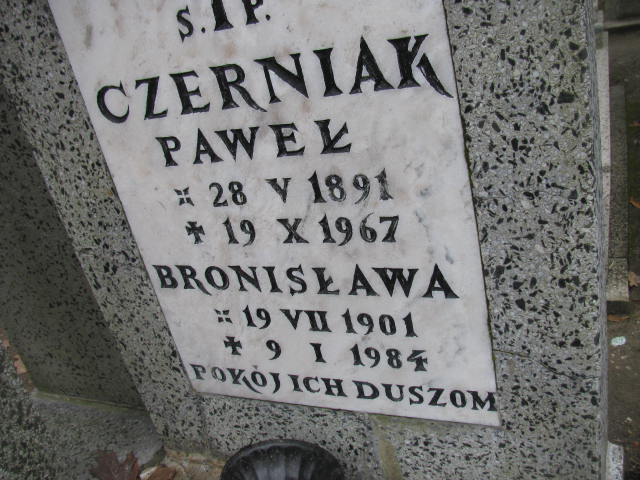 Ś.†P.
CZERNIAK
PAWEŁ
¤ 28 V 1891
✝ 19 X 1967
BRONISŁAWA
¤ 19 VII 1901
✝ 9 I 1984
POKÓJ ICH DUSZOM